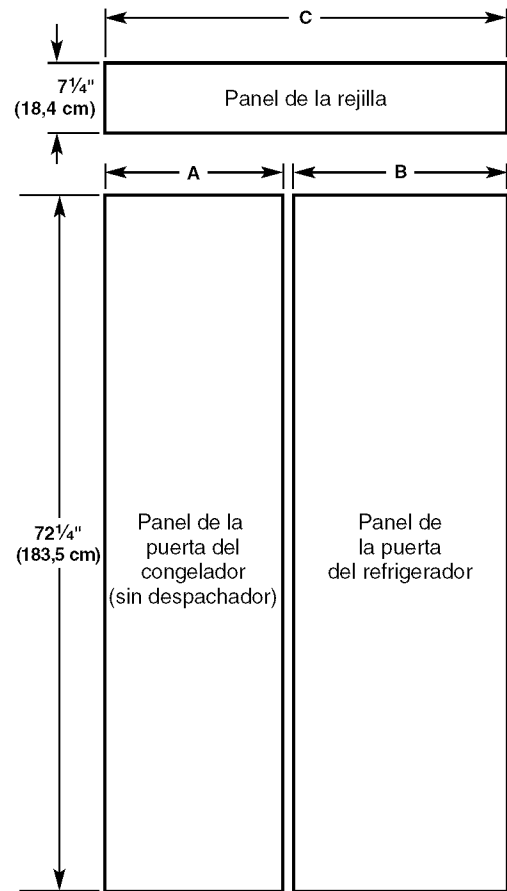 C
7¼"
(18,4 cm)
Panel de la rejilla
A
B
72¼"
(183,5 cm)
Panel de la
puerta del
congelador
(sin despachador)
Panel de
la puerta
del refrigerador